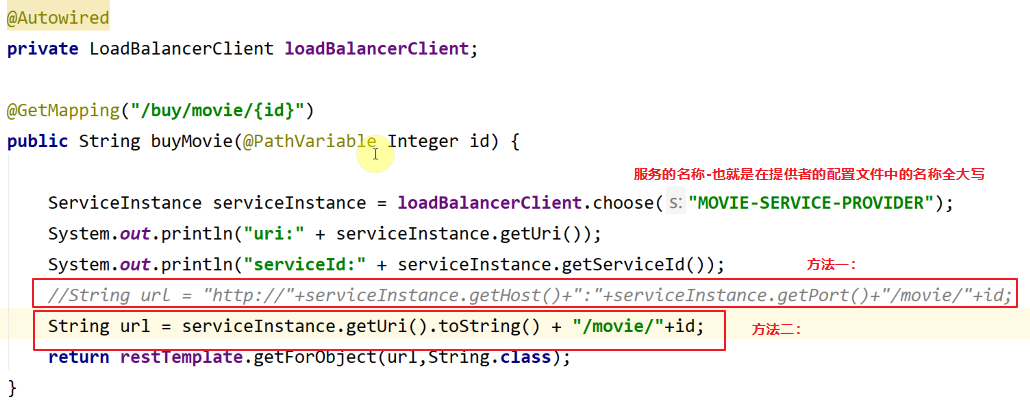 @Autowired
private LoadBalancerClient loadBalancerClient;
@GetMapping("/buy/movie/{id}")
public String buyMovie(@PathVariable Integer id) {
服务的名称-也就是在提供者的配置文件中的名称全大写
ServiceInstance serviceInstance = loadBalancerClient.choose( s: "MOVIE-SERVICE-PROVIDER");
System.out.println("uri:" + serviceInstance.getUri());
System.out.println("serviceId:" + serviceInstance.getServiceId());
方法一：
//String url = "http://"+serviceInstance.getHost()+":"+serviceInstance.getPort()+"/movie/"+id;
String url = serviceInstance.getUri().toString() + "/movie/"+id;
方法二：
return restTemplate.getForObject(url,String.class);
}